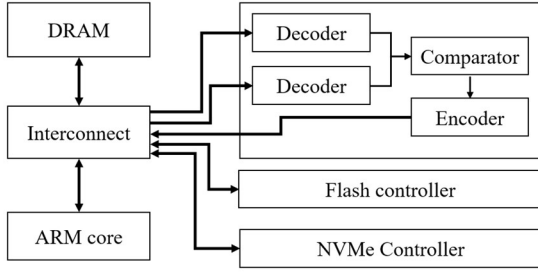 DRAM
Decoder
Comparator
Decoder
Interconnect
Encoder
Flash controller
ARM core
NVMe Controller